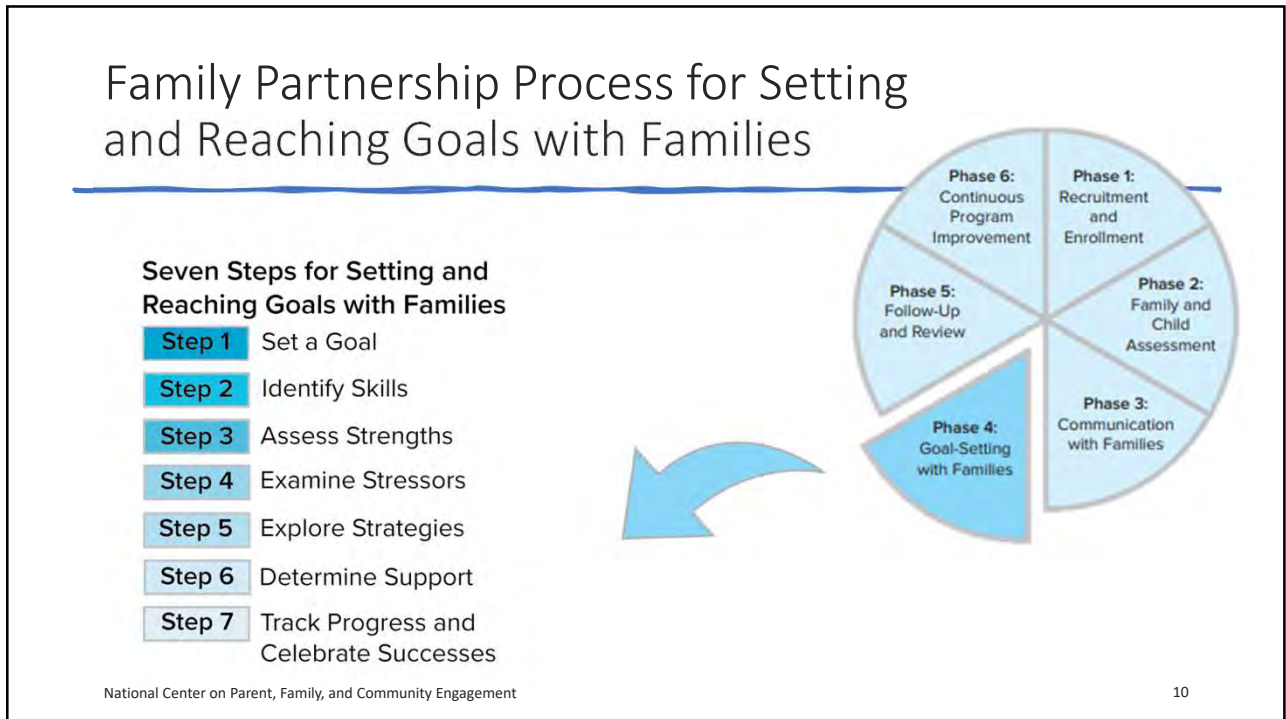 Family Partnership Process for Setting
and Reaching Goals with Families
Seven Steps for Setting and
Reaching Goals with Families
Step 1 Set a Goal
Step 2 Identify Skills
Step 3 Assess Strengths
Step 4 Examine Stressors
Step 5 Explore Strategies
Step 6 Determine Support
Step 7 Track Progress and
Celebrate Successes
Phase 1:
Recruitment
and
Enrollment
Phase 2:
Family and
Child
Assessment
Phase 3:
Communication
with Families
Phase 4:
Goal-Setting
with Families
Phase 5:
Follow-Up
and Review
Phase 6:
Continuous
Program
Improvement
National Center on Parent, Family, and Community Engagement
10